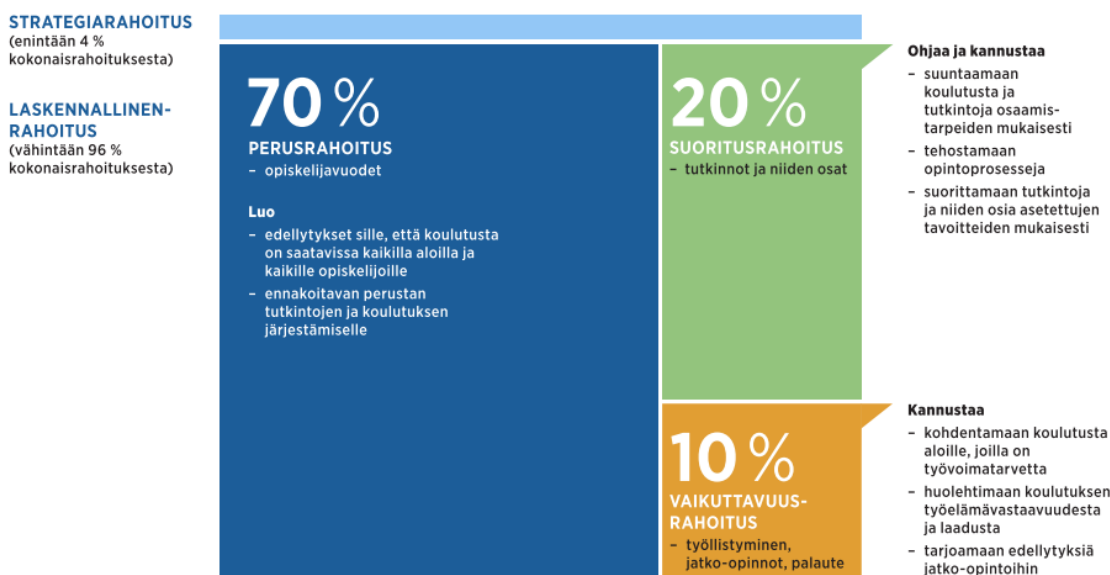 STRATEGIARAHOITUS
(enintään 4 %
kokonaisrahoituksesta)
LASKENNALLINEN-
RAHOITUS
(vähintään 96 %
kokonaisrahoituksesta)
70 %
PERUSRAHOITUS
– opiskelijavuodet
Luo
– edellytykset sille, että koulutusta
on saatavissa kaikilla aloilla ja
kaikille opiskelijoille
– ennakoitavan perustan
tutkintojen ja koulutuksen
järjestämiselle
20 %
SUORITUSRAHOITUS
– tutkinnot ja niiden osat
Ohjaa ja kannustaa
– suuntaamaan
koulutusta ja
tutkintoja osaamis-
tarpeiden mukaisesti
– tehostamaan
opintoprosesseja
– suorittamaan tutkintoja
ja niiden osia asetettujen
tavoitteiden mukaisesti
10 %
VAIKUTTAVUUS-
RAHOITUS
– työllistyminen,
jatko-opinnot, palaute
Kannustaa
– kohdentamaan koulutusta
aloille, joilla on
työvoimatarvetta
– huolehtimaan koulutuksen
työelämävastaavuudesta
ja laadusta
– tarjoamaan edellytyksiä
jatko-opintoihin